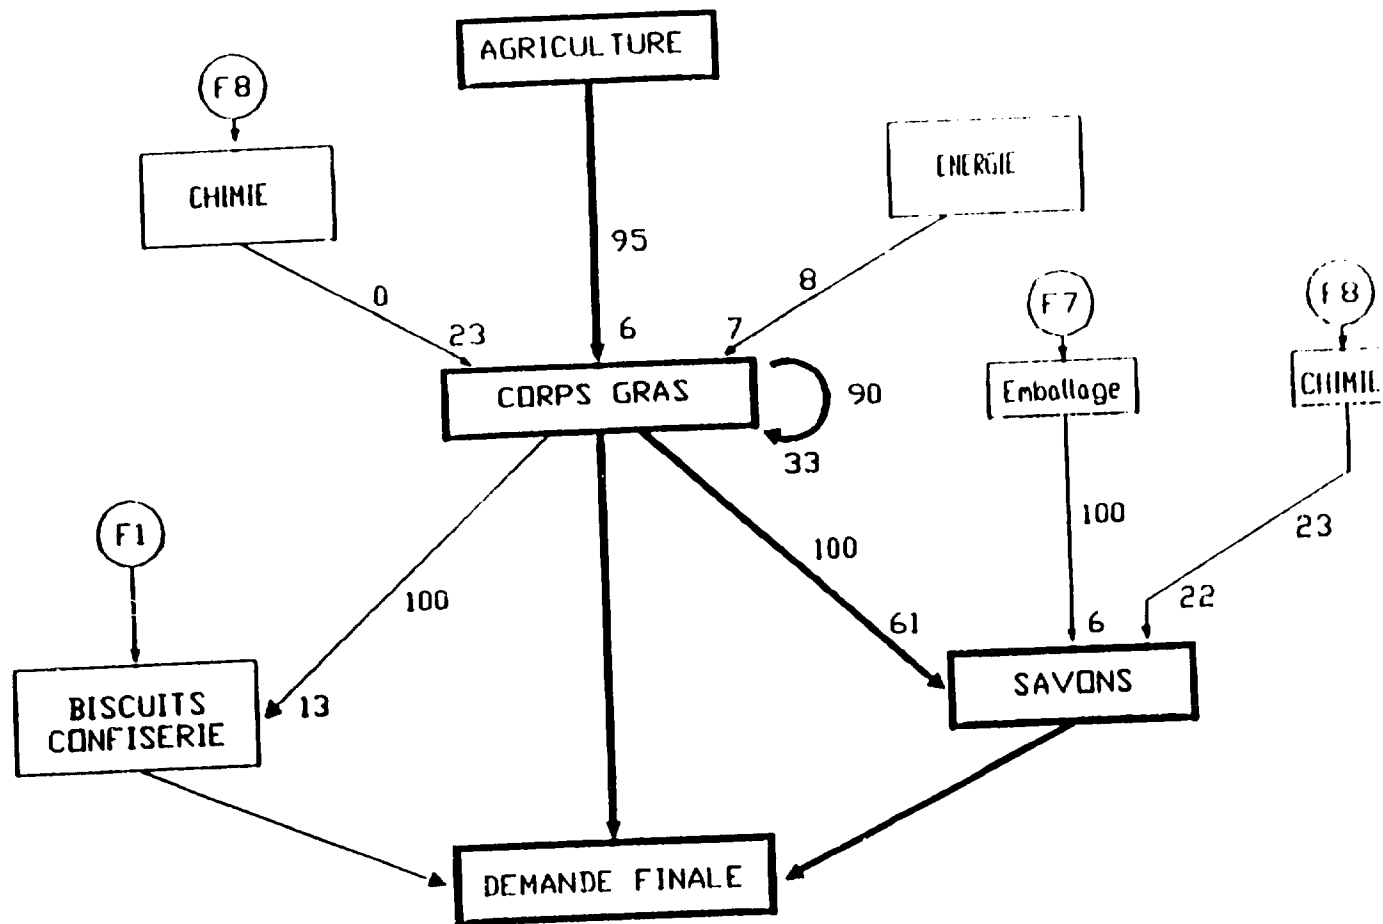 AGRICULTURE
F8
CHIMIE
ENERGIE
95
0
8
F7
F8
23
6
7
CORPS GRAS
90
Emballage
33
F1
100
23
100
100
22
61
6
SAVONS
BISCUITS
CONFISERIE
13
DEMANDE FINALE